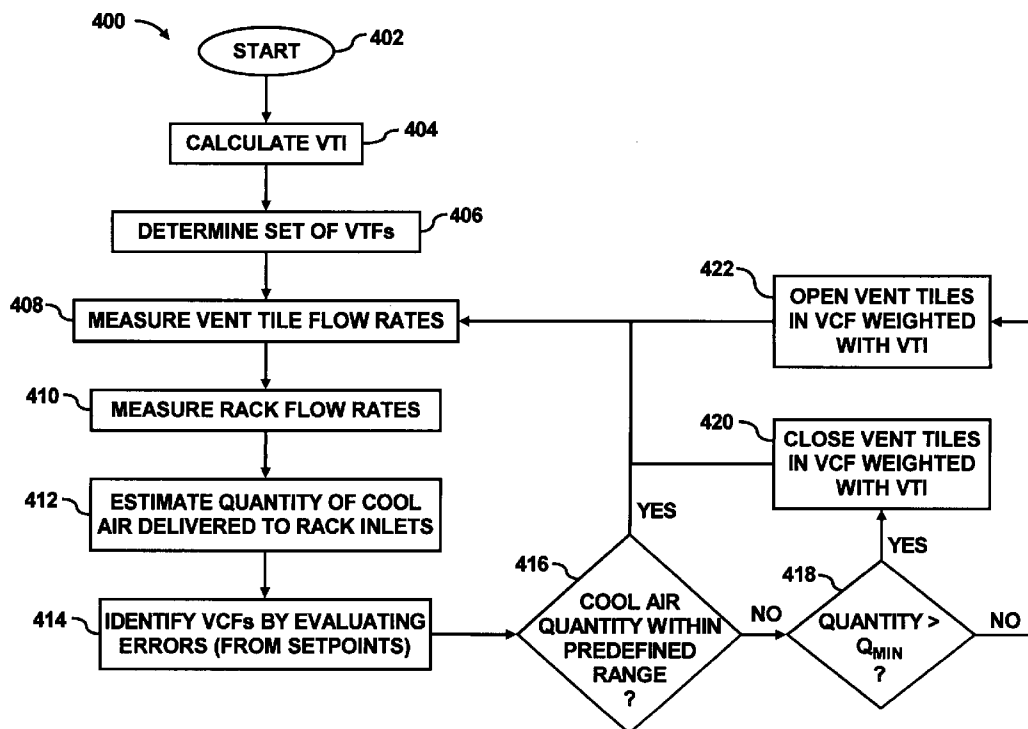 400
START
402
CALCULATE VTI
404
DETERMINE SET OF VTFs
406
408
MEASURE VENT TILE FLOW RATES
410
MEASURE RACK FLOW RATES
412
ESTIMATE QUANTITY OF COOL
AIR DELIVERED TO RACK INLETS
414
IDENTIFY VCFs BY EVALUATING
ERRORS (FROM SETPOINTS)
416
COOL AIR
QUANTITY WITHIN
PREDEFINED
RANGE
?
YES
NO
418
QUANTITY >
QMIN
?
YES
NO
420
CLOSE VENT TILES
IN VCF WEIGHTED
WITH VTI
422
OPEN VENT TILES
IN VCF WEIGHTED
WITH VTI